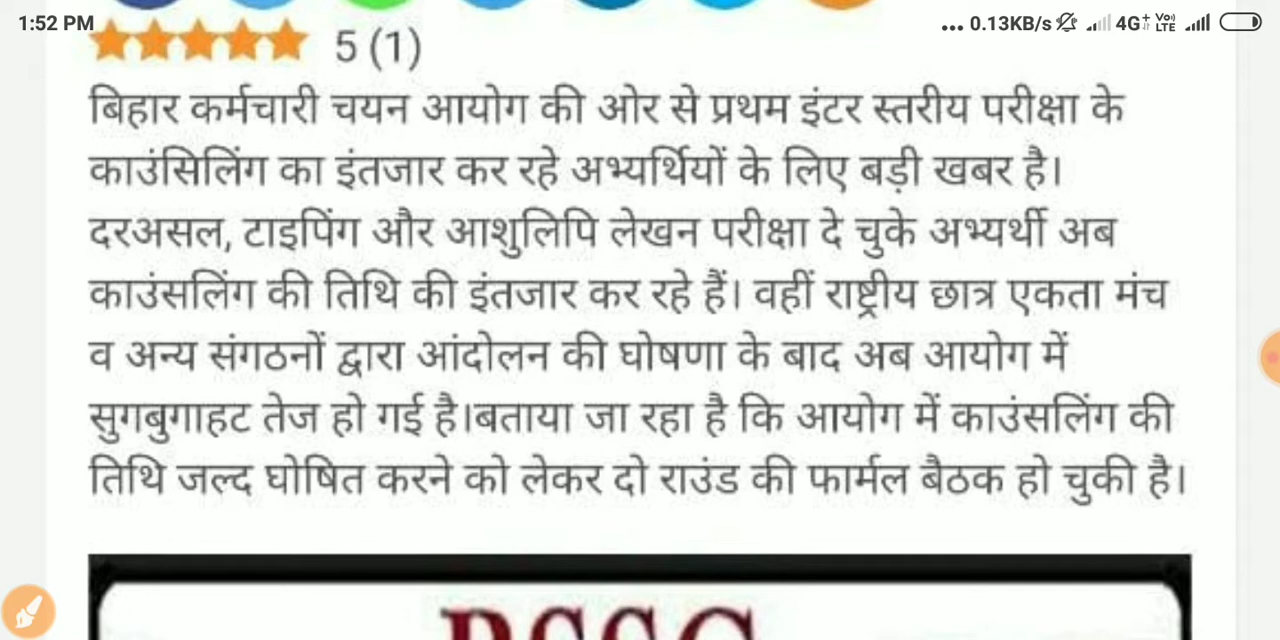 1:52 PM
... 0.13KB/s 4G+ Vo) LTE
5 (1)
बिहार कर्मचारी चयन आयोग की ओर से प्रथम इंटर स्तरीय परीक्षा के
काउंसिलिंग का इंतजार कर रहे अभ्यर्थियों के लिए बड़ी खबर है।
दरअसल, टाइपिंग और आशुलिपि लेखन परीक्षा दे चुके अभ्यर्थी अब
काउंसलिंग की तिथि की इंतजार कर रहे हैं। वहीं राष्ट्रीय छात्र एकता मंच
व अन्य संगठनों द्वारा आंदोलन की घोषणा के बाद अब आयोग में
सुगबुगाहट तेज हो गई है।बताया जा रहा है कि आयोग में काउंसलिंग की
तिथि जल्द घोषित करने को लेकर दो राउंड की फार्मल बैठक हो चुकी है।